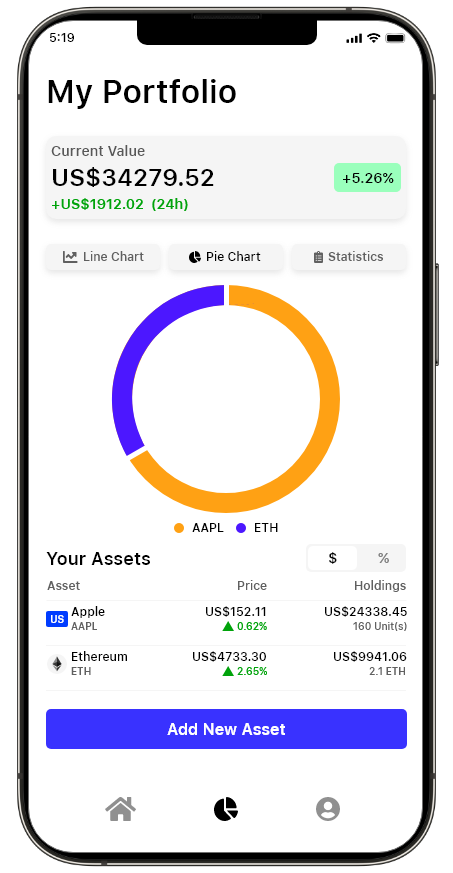 5:19
My Portfolio
Current Value
US$34279.52
+5.26%
+US$1912.02 (24h)
Line Chart Pie Chart Statistics
AAPL ETH
Your Assets $ %
Asset Price Holdings
US Apple US$152.11 US$24338.45
AAPL 0.62% 160 Unit(s)
Ethereum US$4733.30 US$9941.06
ETH 2.65% 2.1 ETH
Add New Asset